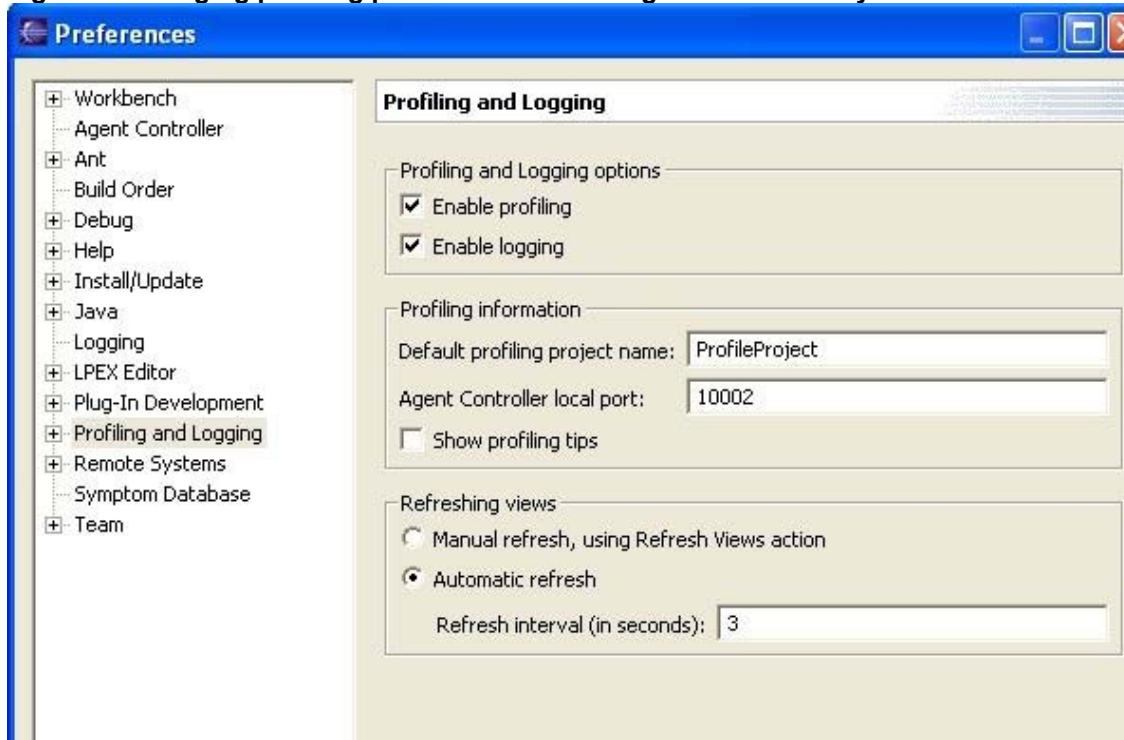 Preferences
Workbench
Agent Controller
Ant
Build Order
Debug
Help
Install/Update
Java
Logging
LPEX Editor
Plug-In Development
Profiling and Logging
Remote Systems
Symptom Database
Team
Profiling and Logging
Profiling and Logging options
Enable profiling
Enable logging
Profiling information
Default profiling project name: ProfileProject
Agent Controller local port: 10002
Show profiling tips
Refreshing views
Manual refresh, using Refresh Views action
Automatic refresh
Refresh interval (in seconds): 3